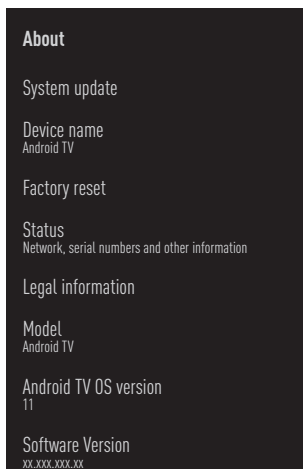 About
System update
Device name
Android TV
Factory reset
Status
Network, serial numbers and other information
Legal information
Model
Android TV
Android TV OS version
11
Software Version
xx.xxx.xxx.xx